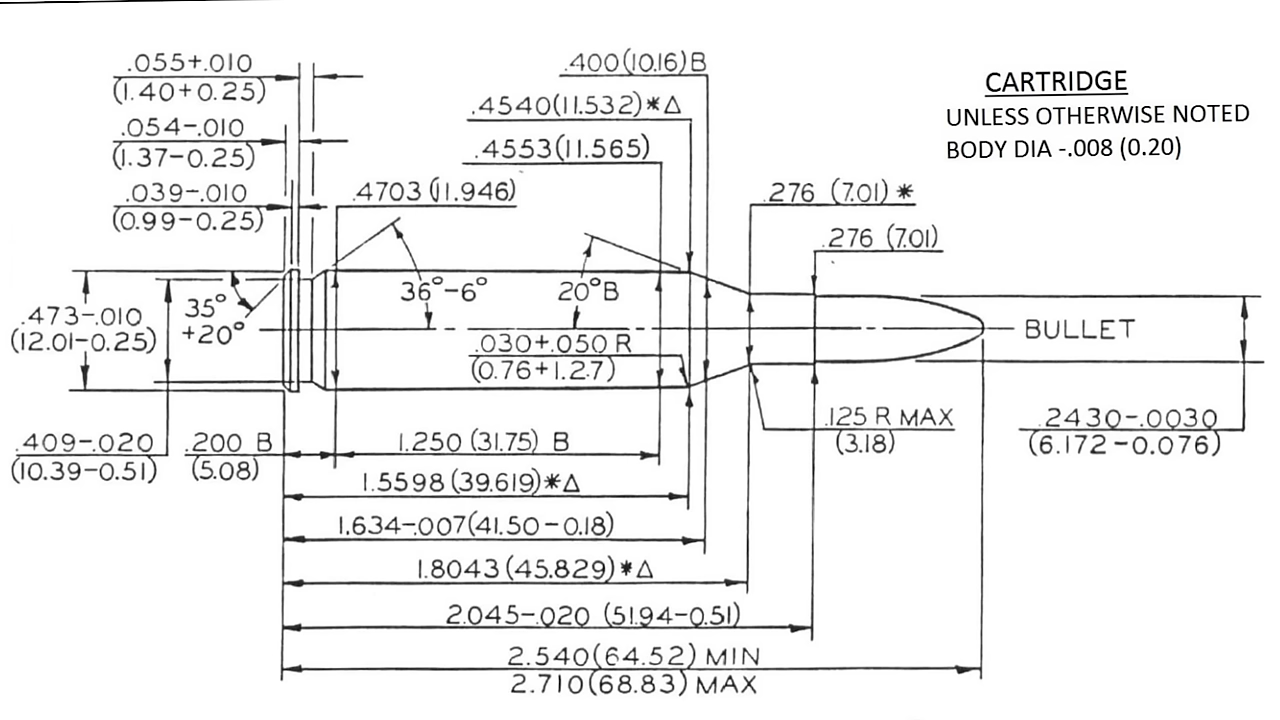 .055+.010
(1.40+0.25)
.054-.010
(1.37-0.25)
.039-.010
(0.99-0.25)
.4703 (11.946)
.400(10.16)B
.4540(11.532)*Δ
.4553(11.565)
CARTRIDGE
UNLESS OTHERWISE NOTED
BODY DIA -.008 (0.20)
.276 (7.01) *
.276 (7.01)
.473-.010
(12.01-0.25)
35°
+20°
36°-6°
20°B
.030+.050 R
(0.76+1.27)
BULLET
.409-.020
(10.39-0.51)
.200 B
(5.08)
1.250 (31.75) B
.125 R MAX
(3.18)
.2430-.0030
(6.172-0.076)
1.5598(39.619)*Δ
1.634-.007(41.50-0.18)
1.8043(45.829)*Δ
2.045-.020 (51.94-0.51)
2.540(64.52) MIN
2.710(68.83) MAX